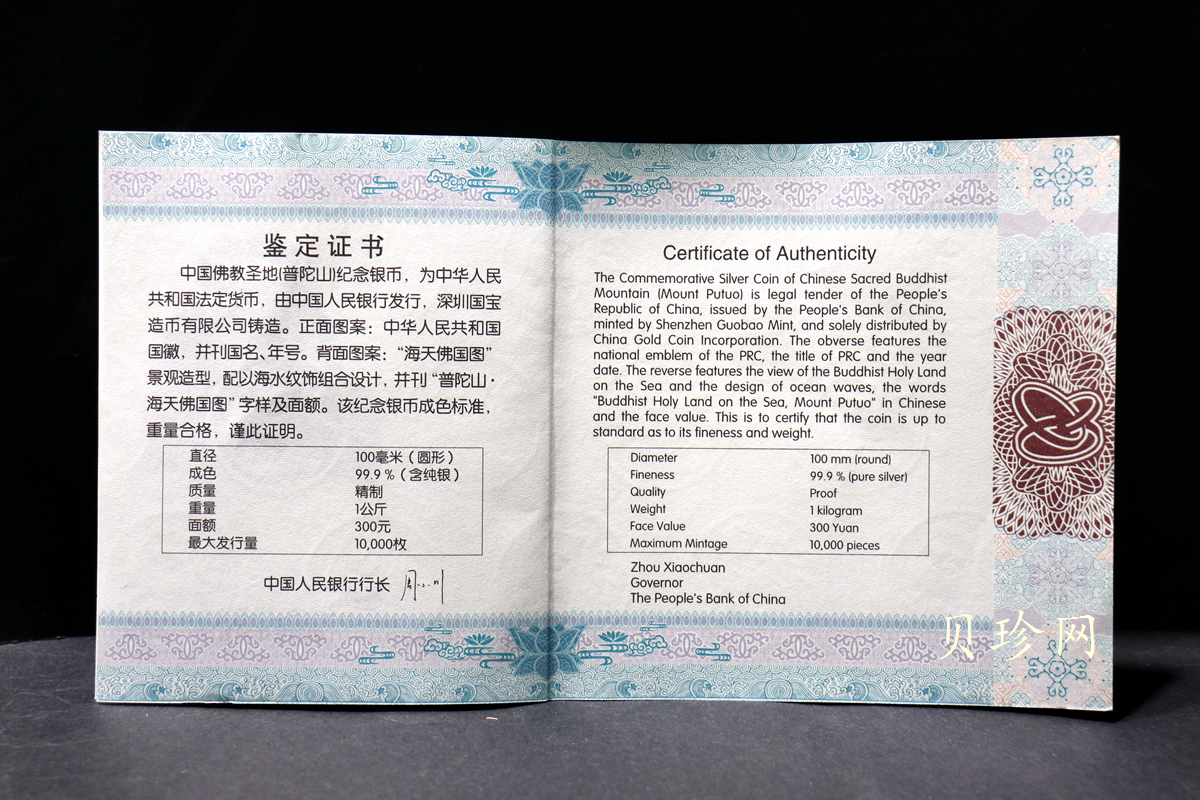 鉴定证书
中国佛教圣地(普陀山)纪念银币，为中华人民
共和国法定货币，由中国人民银行发行，深圳国宝
造币有限公司铸造。正面图案：中华人民共和国
国徽，并刊国名、年号。背面图案：“海天佛国图”
景观造型，配以海水纹饰组合设计，并刊“普陀山·
海天佛国图”字样及面额。该纪念银币成色标准，
重量合格，谨此证明。
直径 100毫米（圆形）
成色 99.9％（含纯银）
质量 精制
重量 1公斤
面额 300元
最大发行量 10,000枚
中国人民银行行长
Certificate of Authenticity
The Commemorative Silver Coin of Chinese Sacred Buddhist
Mountain (Mount Putuo) is legal tender of the People's
Republic of China, issued by the People's Bank of China,
minted by Shenzhen Guobao Mint, and solely distributed by
China Gold Coin Incorporation. The obverse features the
national emblem of the PRC, the title of PRC and the year
date. The reverse features the view of the Buddhist Holy Land
on the Sea and the design of ocean waves, the words
"Buddhist Holy Land on the Sea, Mount Putuo" in Chinese
and the face value. This is to certify that the coin is up to
standard as to its fineness and weight.
Diameter 100 mm (round)
Fineness 99.9 % (pure silver)
Quality Proof
Weight 1 kilogram
Face Value 300 Yuan
Maximum Mintage 10,000 pieces
Zhou Xiaochuan
Governor
The People's Bank of China
贝珍网